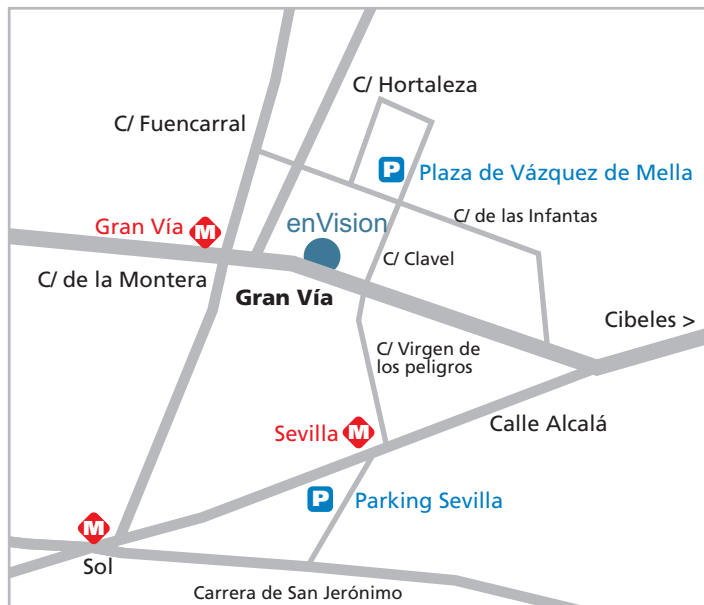 C/ Hortaleza
C/ Fuencarral
P
Plaza de Vázquez de Mella
C/ de las Infantas
Gran Vía
M
enVision
C/ Clavel
C/ de la Montera
Gran Vía
Cibeles >
C/ Virgen de
los peligros
Calle Alcalá
Sevilla
M
P
Parking Sevilla
M
Sol
Carrera de San Jerónimo